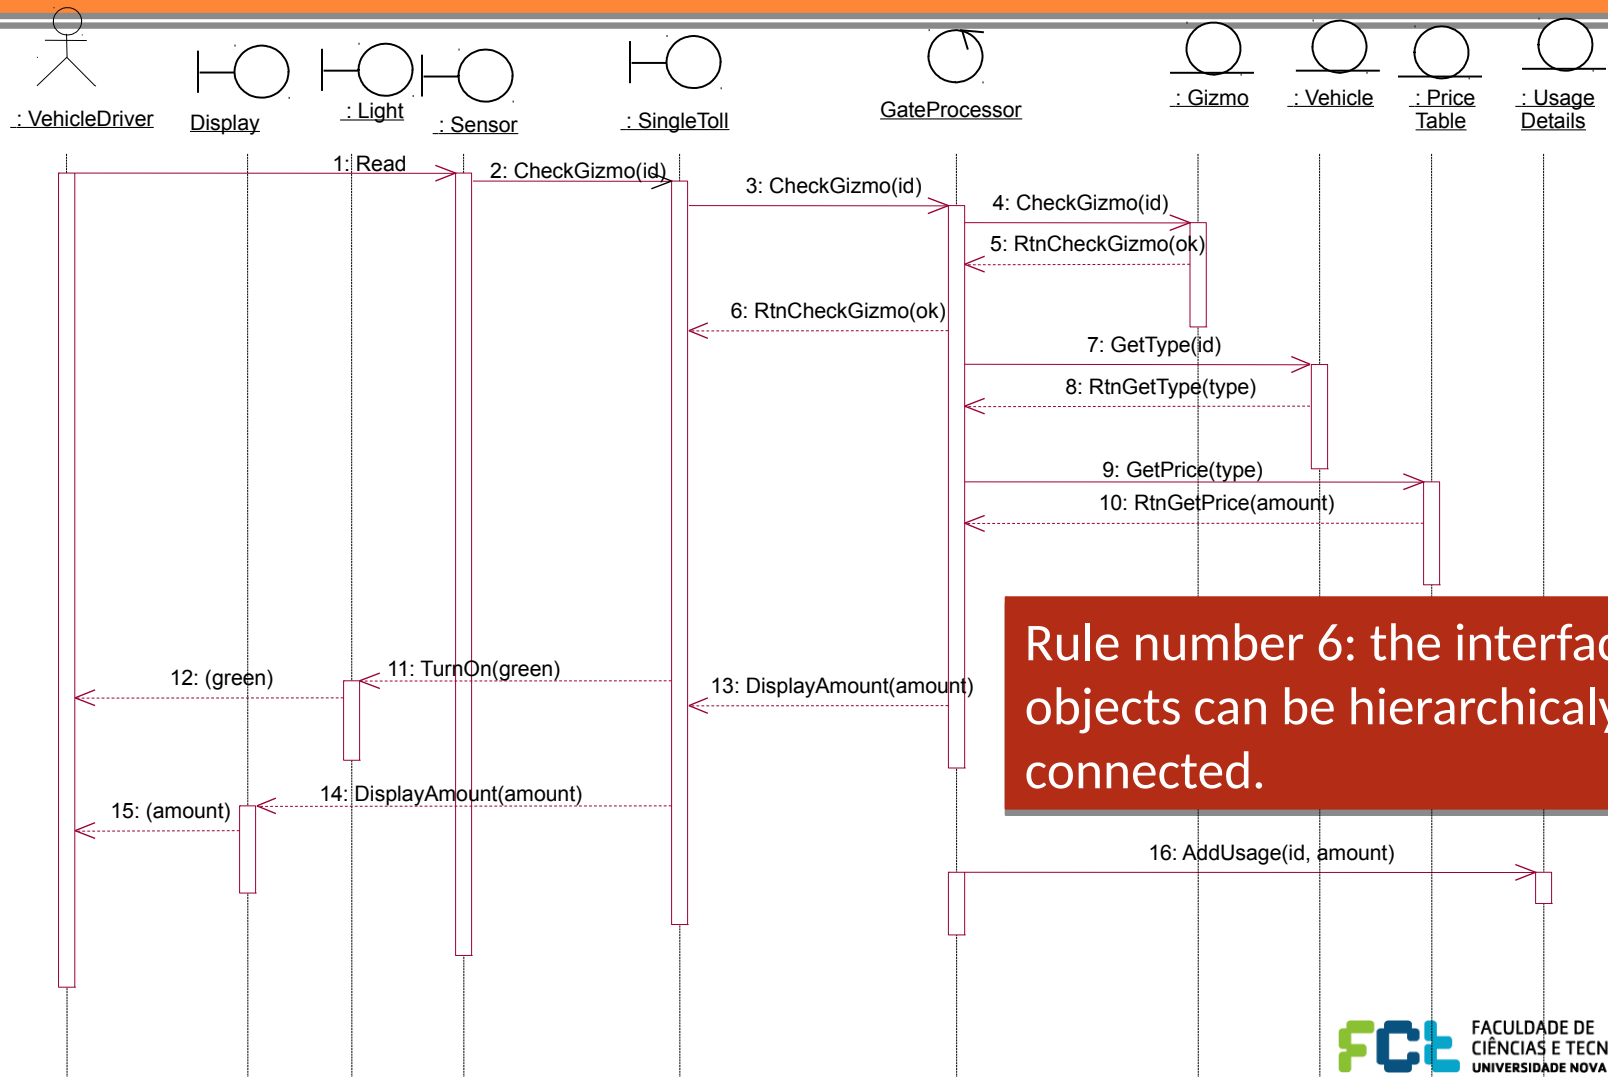 : VehicleDriver
Display
: Light
: Sensor
: SingleToll
GateProcessor
: Gizmo
: Vehicle
: Price
Table
: Usage
Details
1: Read
2: CheckGizmo(id)
3: CheckGizmo(id)
4: CheckGizmo(id)
5: RtnCheckGizmo(ok)
6: RtnCheckGizmo(ok)
7: GetType(id)
8: RtnGetType(type)
9: GetPrice(type)
10: RtnGetPrice(amount)
Rule number 6: the interfac
objects can be hierarchicaly
connected.
11: TurnOn(green)
12: (green)
13: DisplayAmount(amount)
14: DisplayAmount(amount)
15: (amount)
16: AddUsage(id, amount)
FCt
FACULDADE DE
CIÊNCIAS E TECN
UNIVERSIDADE NOVA